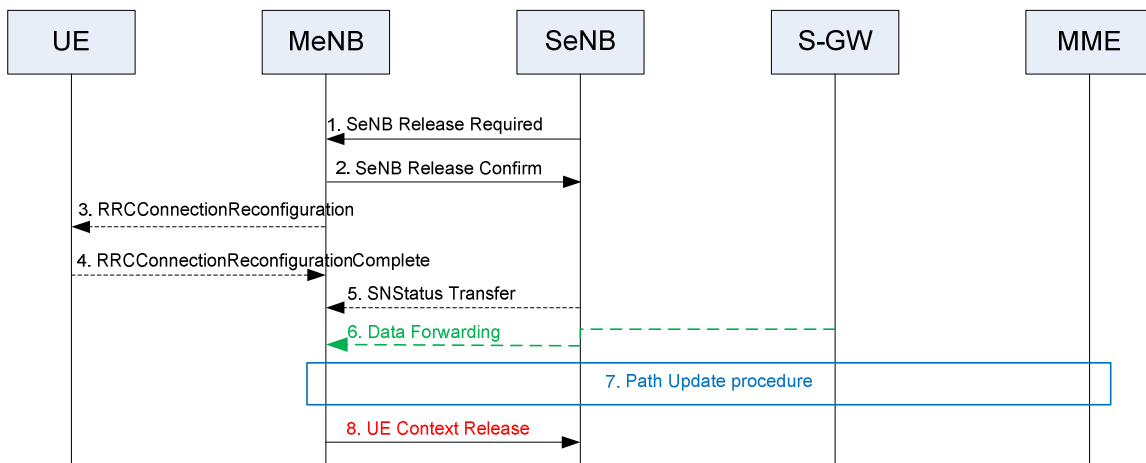 UE
MeNB
SeNB
S-GW
MME
1. SeNB Release Required
2. SeNB Release Confirm
3. RRCConnectionReconfiguration
4. RRCConnectionReconfigurationComplete
5. SNStatus Transfer
6. Data Forwarding
7. Path Update procedure
8. UE Context Release